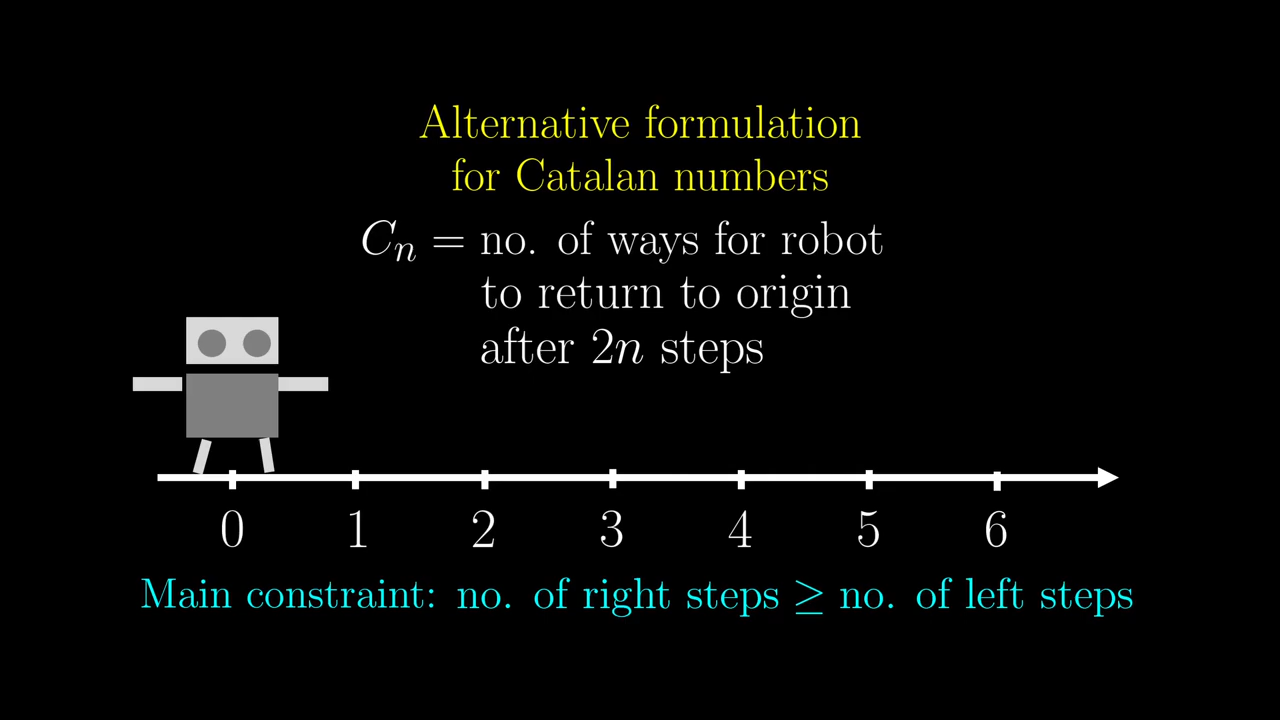 Alternative formulation
for Catalan numbers
Cₙ = no. of ways for robot
to return to origin
after 2n steps
0 1 2 3 4 5 6
Main constraint: no. of right steps ≥ no. of left steps